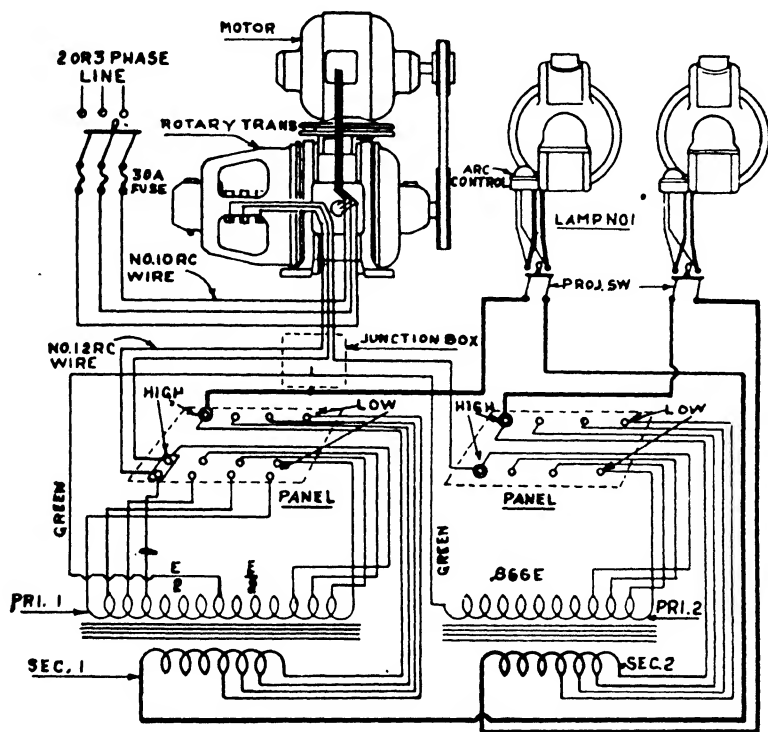 MOTOR
2 OR 3 PHASE
LINE
ROTARY TRANS
30A
FUSE
ARC
CONTROL
LAMP NO1
NO.10 RC
WIRE
PROJ. SW
NO.12 RC
WIRE
JUNCTION BOX
HIGH
LOW
HIGH
LOW
PANEL
PANEL
GREEN
GREEN
E
E
.866E
PRI. 1
PRI. 2
SEC. 1
SEC. 2